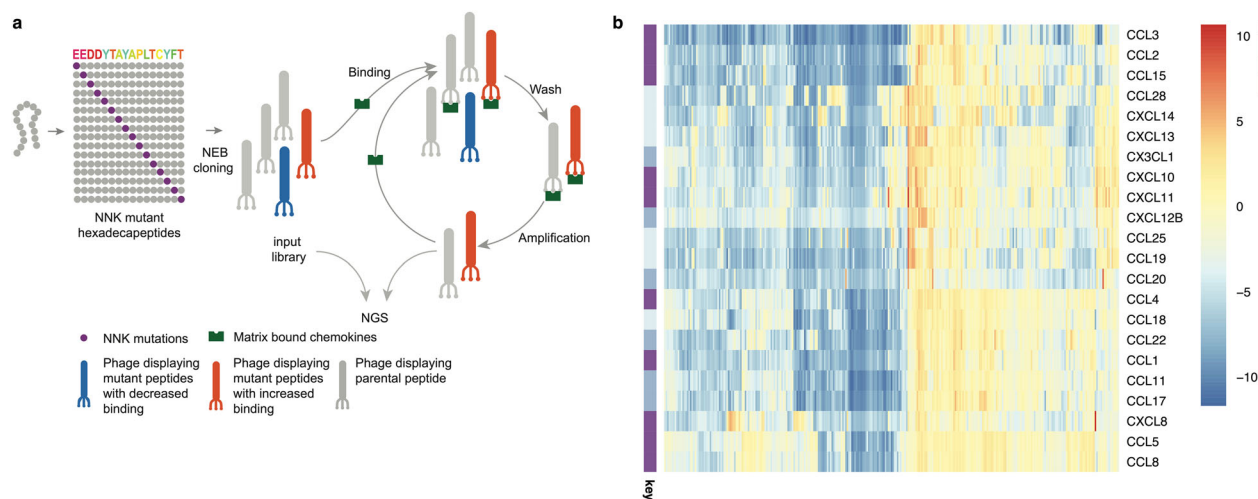 a
EEDDYTAYAPLTCYFT
NNK mutant
hexadecapeptides
NEB
cloning
input
library
Binding
Wash
Amplification
NGS
NNK mutations
Matrix bound chemokines
Phage displaying
mutant peptides
with decreased
binding
Phage displaying
mutant peptides
with increased
binding
Phage displaying
parental peptide
b
CCL3
CCL2
CCL15
CCL28
CXCL14
CXCL13
CX3CL1
CXCL10
CXCL11
CXCL12B
CCL25
CCL19
CCL20
CCL4
CCL18
CCL22
CCL1
CCL11
CCL17
CXCL8
CCL5
CCL8
key
10
5
0
−5
−10